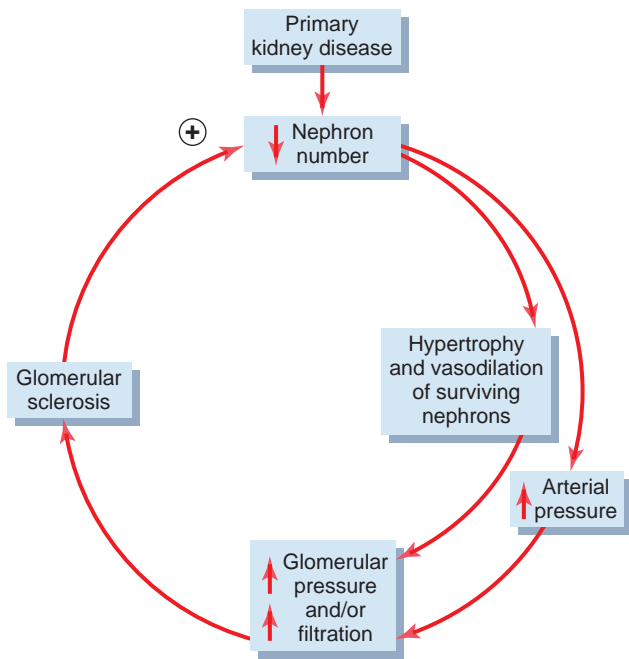 Primary
kidney disease
+
Nephron
number
Hypertrophy
and vasodilation
of surviving
nephrons
Glomerular
sclerosis
Arterial
pressure
Glomerular
pressure
and/or
filtration